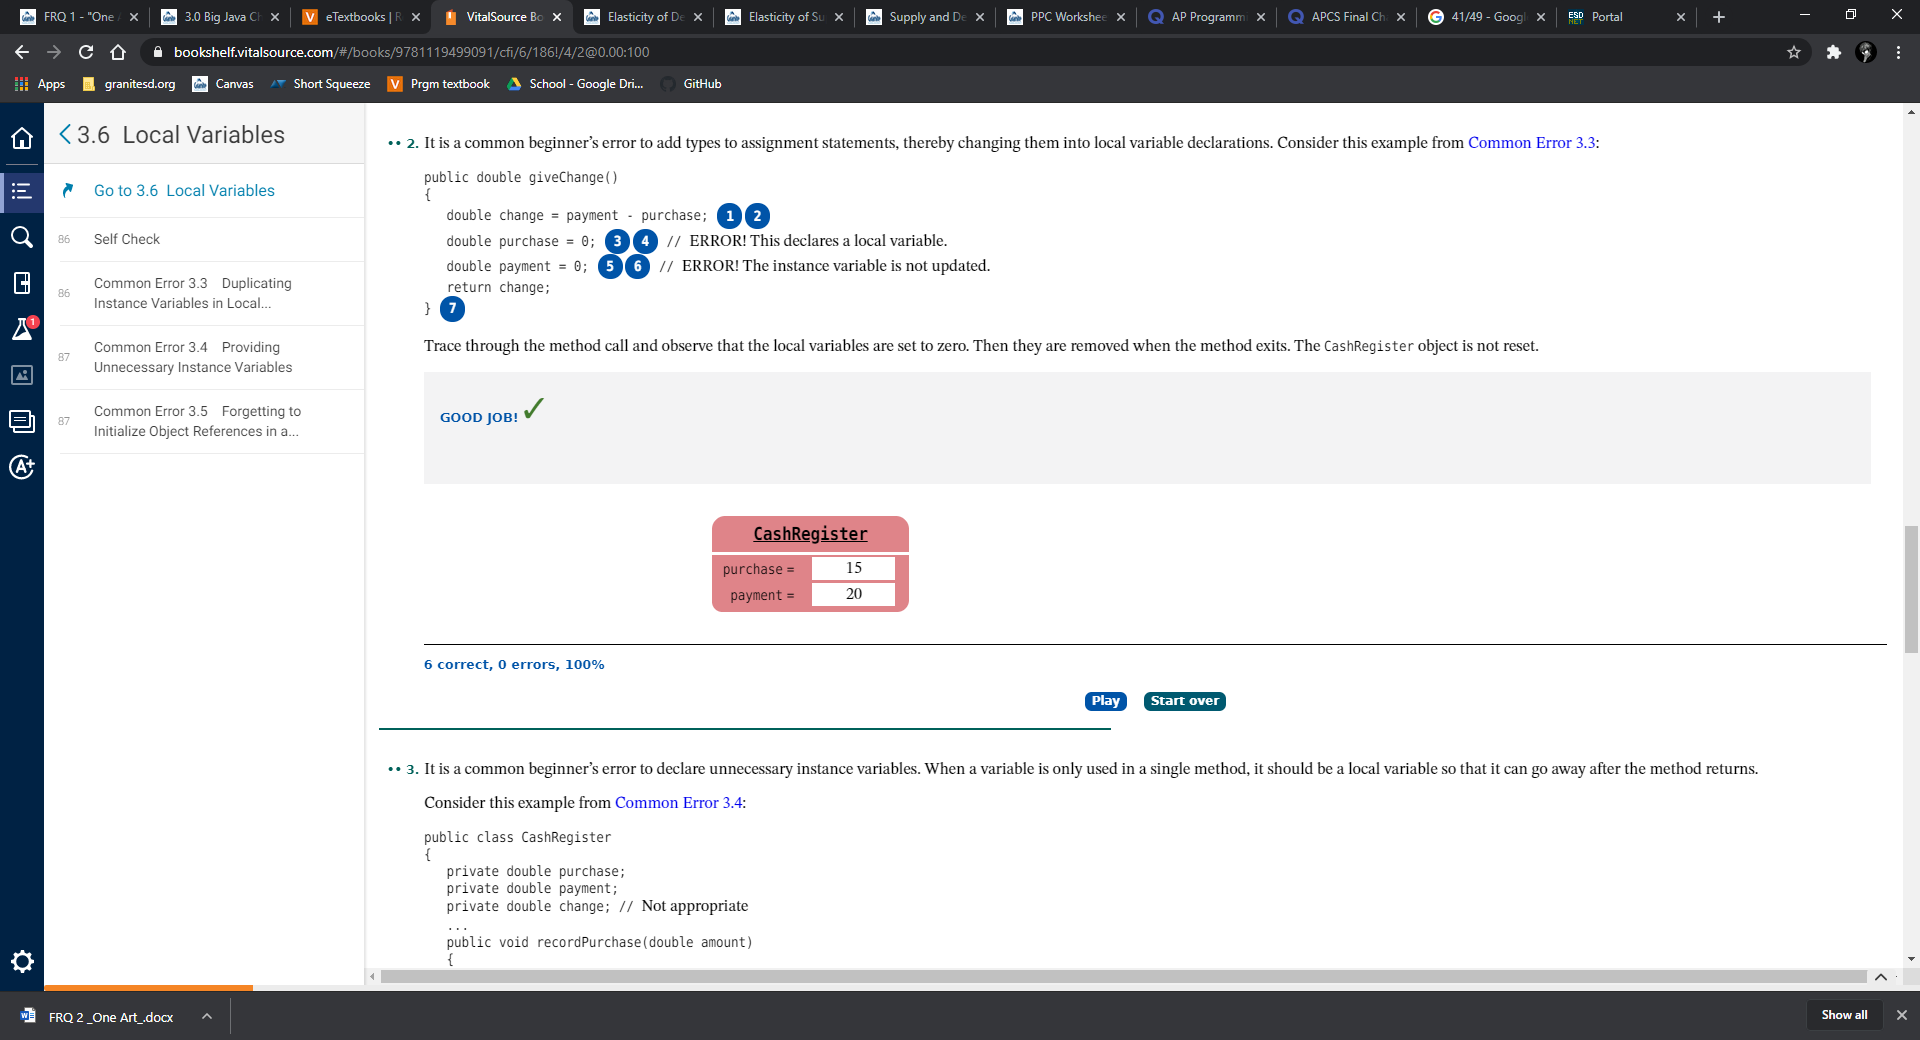 FRQ 1 - "One A
3.0 Big Java Ch
eTextbooks | R
VitalSource Bo
Elasticity of De
Elasticity of Su
Supply and De
PPC Workshee
AP Programmi
APCS Final Ch
41/49 - Googl
ESD NET Portal
bookshelf.vitalsource.com/#/books/9781119499091/cfi/6/186!/4/2@0.00:100
Apps
granitesd.org
Canvas
Short Squeeze
Prgm textbook
School - Google Dri...
GitHub
3.6 Local Variables
Go to 3.6 Local Variables
86 Self Check
86 Common Error 3.3 Duplicating
Instance Variables in Local...
87 Common Error 3.4 Providing
Unnecessary Instance Variables
87 Common Error 3.5 Forgetting to
Initialize Object References in a...
1
A+
•• 2. It is a common beginner's error to add types to assignment statements, thereby changing them into local variable declarations. Consider this example from Common Error 3.3:
public double giveChange()
{
double change = payment - purchase; 1 2
double purchase = 0; 3 4 // ERROR! This declares a local variable.
double payment = 0; 5 6 // ERROR! The instance variable is not updated.
return change;
} 7
Trace through the method call and observe that the local variables are set to zero. Then they are removed when the method exits. The CashRegister object is not reset.
GOOD JOB! ✓
CashRegister
purchase = 15
payment = 20
6 correct, 0 errors, 100%
Play Start over
•• 3. It is a common beginner's error to declare unnecessary instance variables. When a variable is only used in a single method, it should be a local variable so that it can go away after the method returns.
Consider this example from Common Error 3.4:
public class CashRegister
{
private double purchase;
private double payment;
private double change; // Not appropriate
...
public void recordPurchase(double amount)
{
FRQ 2 _One Art_.docx
Show all